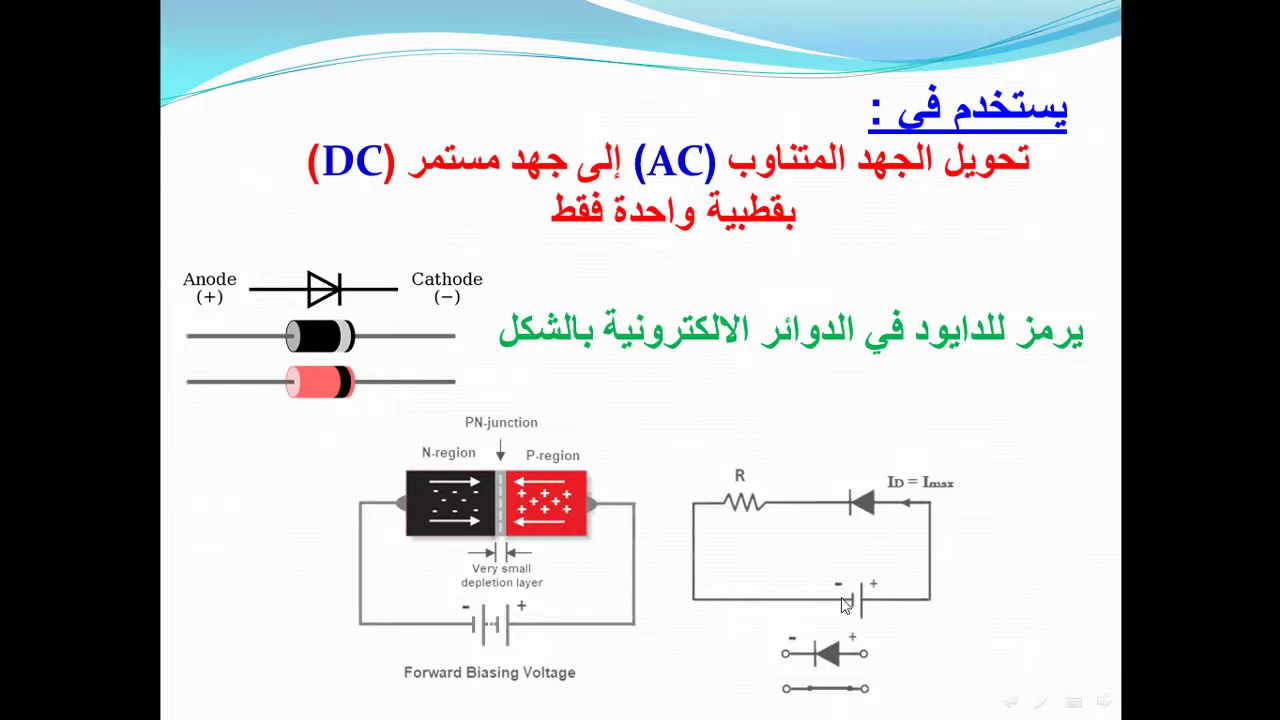 يستخدم في :
تحويل الجهد المتناوب (AC) إلى جهد مستمر (DC)
بقطبية واحدة فقط
Anode
(+)
Cathode
(−)
يرمز للدايود في الدوائر الالكترونية بالشكل
PN-junction
N-region
P-region
Very small
depletion layer
- +
Forward Biasing Voltage
R
ID = Imax
- +
- +